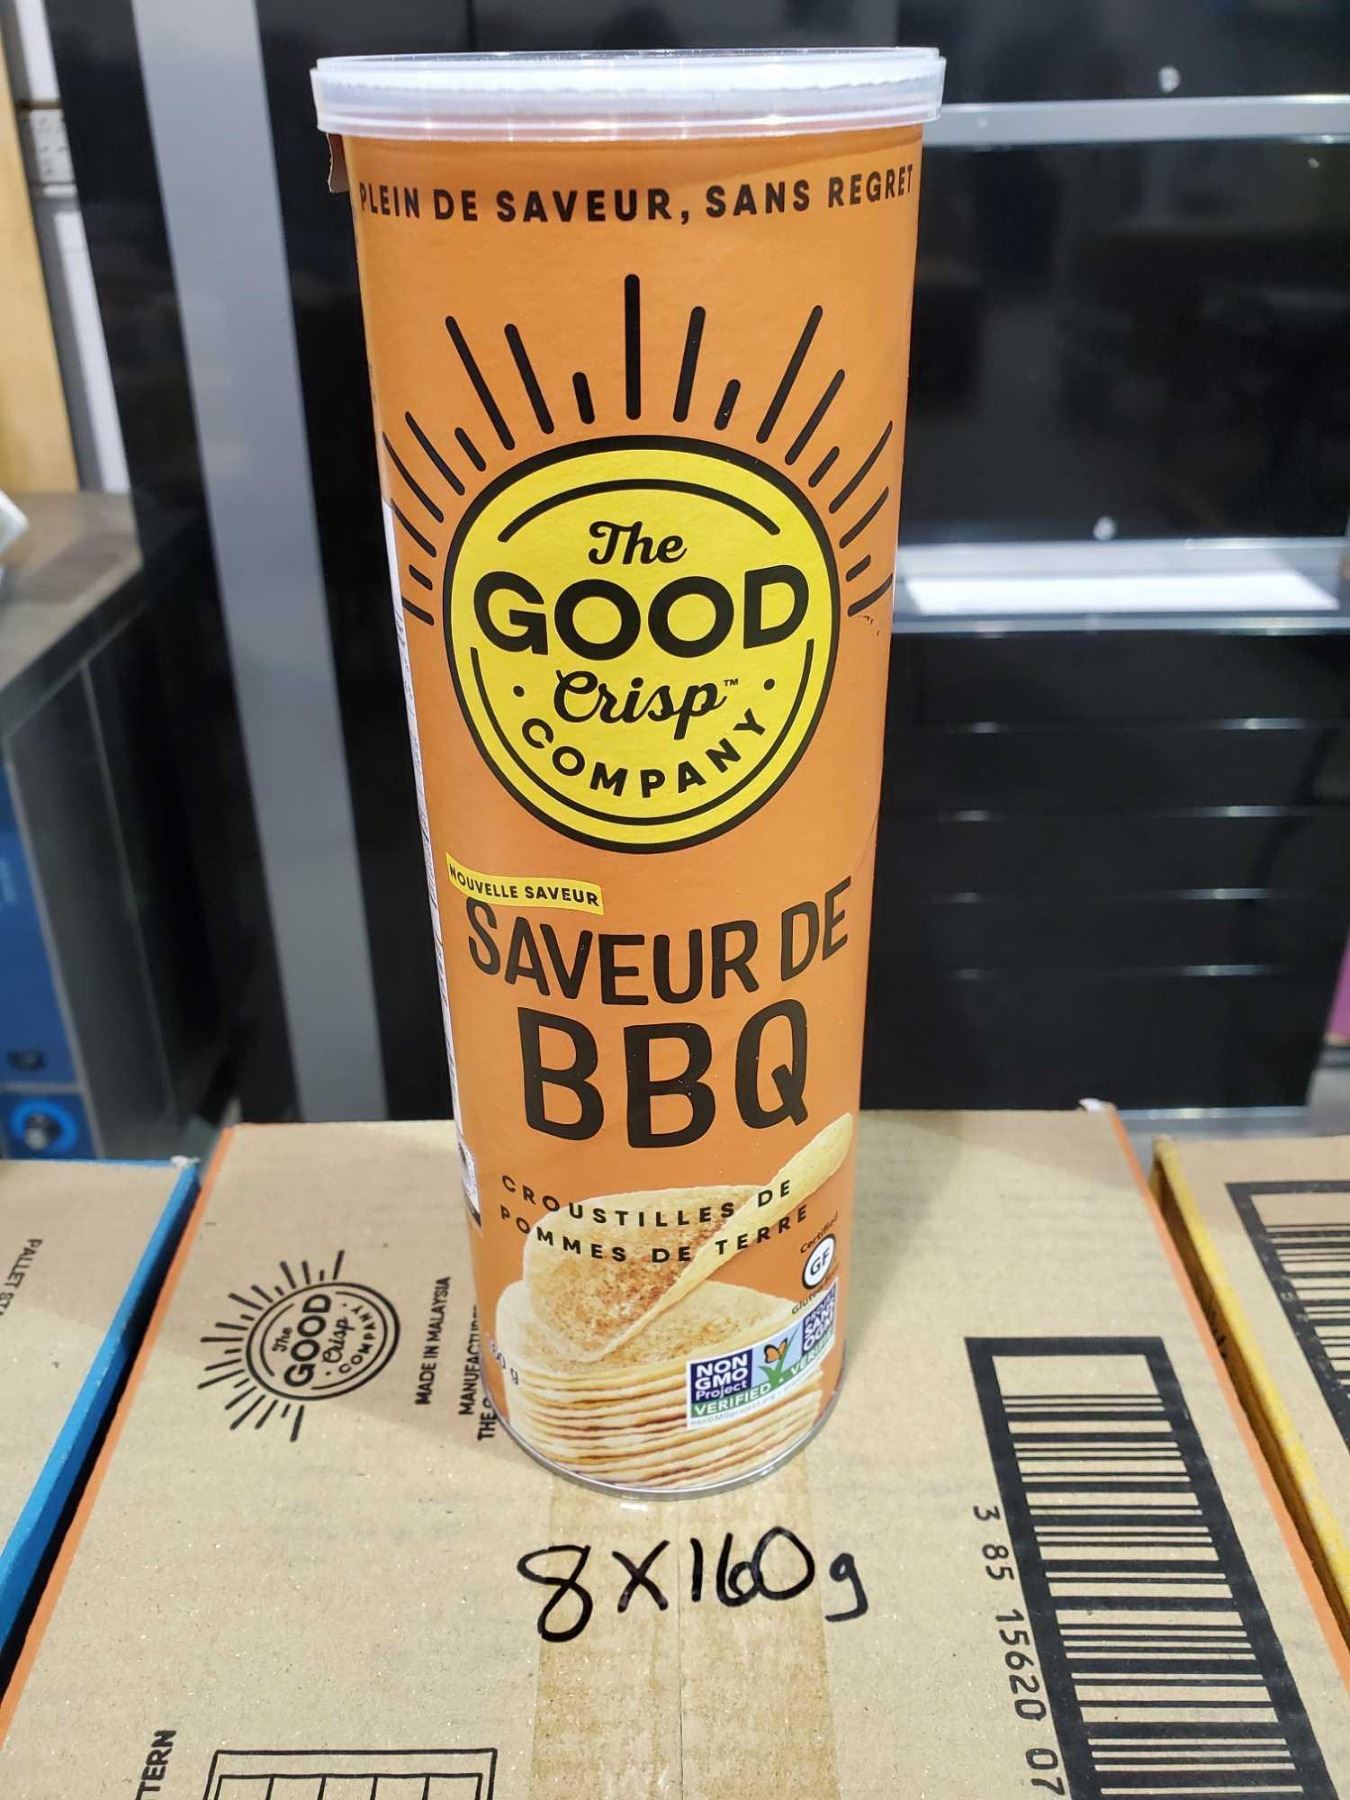 PLEIN DE SAVEUR, SANS REGRET
The
GOOD
Crisp™
COMPANY
NOUVELLE SAVEUR
SAVEUR DE
BBQ
CROUSTILLES DE
POMMES DE TERRE
Certified
GF
NON
GMO
Project
VERIFIED
The
GOOD
Crisp
COMPANY
MADE IN MALAYSIA
8X160g
3 85 15620 07